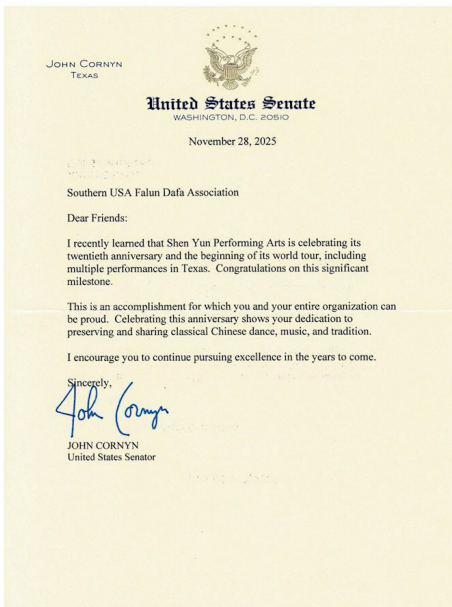 JOHN CORNYN
TEXAS
United States Senate
WASHINGTON, D.C. 20510
November 28, 2025
Southern USA Falun Dafa Association
Dear Friends:
I recently learned that Shen Yun Performing Arts is celebrating its
twentieth anniversary and the beginning of its world tour, including
multiple performances in Texas.  Congratulations on this significant
milestone.
This is an accomplishment for which you and your entire organization can
be proud.  Celebrating this anniversary shows your dedication to
preserving and sharing classical Chinese dance, music, and tradition.
I encourage you to continue pursuing excellence in the years to come.
Sincerely,
John Cornyn
JOHN CORNYN
United States Senator